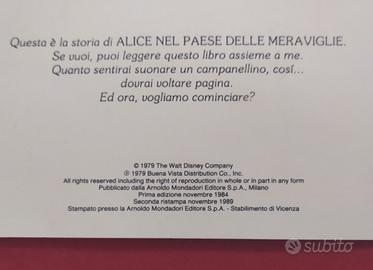 Questa è la storia di ALICE NEL PAESE DELLE MERAVIGLIE.
Se vuoi, puoi leggere questo libro assieme a me.
Quanto sentirai suonare un campanellino, così...
dovrai voltare pagina.
Ed ora, vogliamo cominciare?
© 1979 The Walt Disney Company
℗ 1979 Buena Vista Distribution Co., Inc.
All rights reserved including the right of reproduction in whole or in part in any form
Pubblicato dalla Arnoldo Mondadori Editore S.p.A., Milano
Prima edizione novembre 1984
Seconda ristampa novembre 1989
Stampato presso la Arnoldo Mondadori Editore S.p.A. - Stabilimento di Vicenza
subito